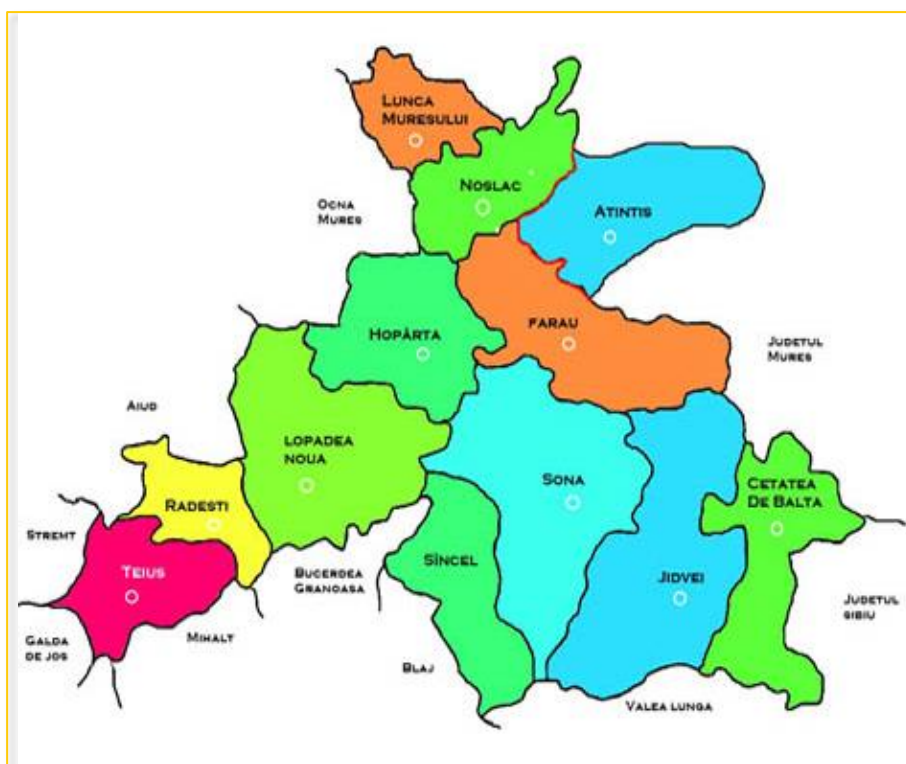 LUNCA
MURESULUI
NOSLAC
OCNA
MURES
ATINTIS
HOPÂRTA
FARAU
JUDETUL
MURES
AIUD
LOPADEA
NOUA
SONA
CETATEA
DE BALTA
RADESTI
STREMT
TEIUS
BUCERDEA
GRANOASA
SÎNCEL
JIDVEI
JUDETUL
SIBIU
GALDA
DE JOS
MIHALT
BLAJ
VALEA LUNGA